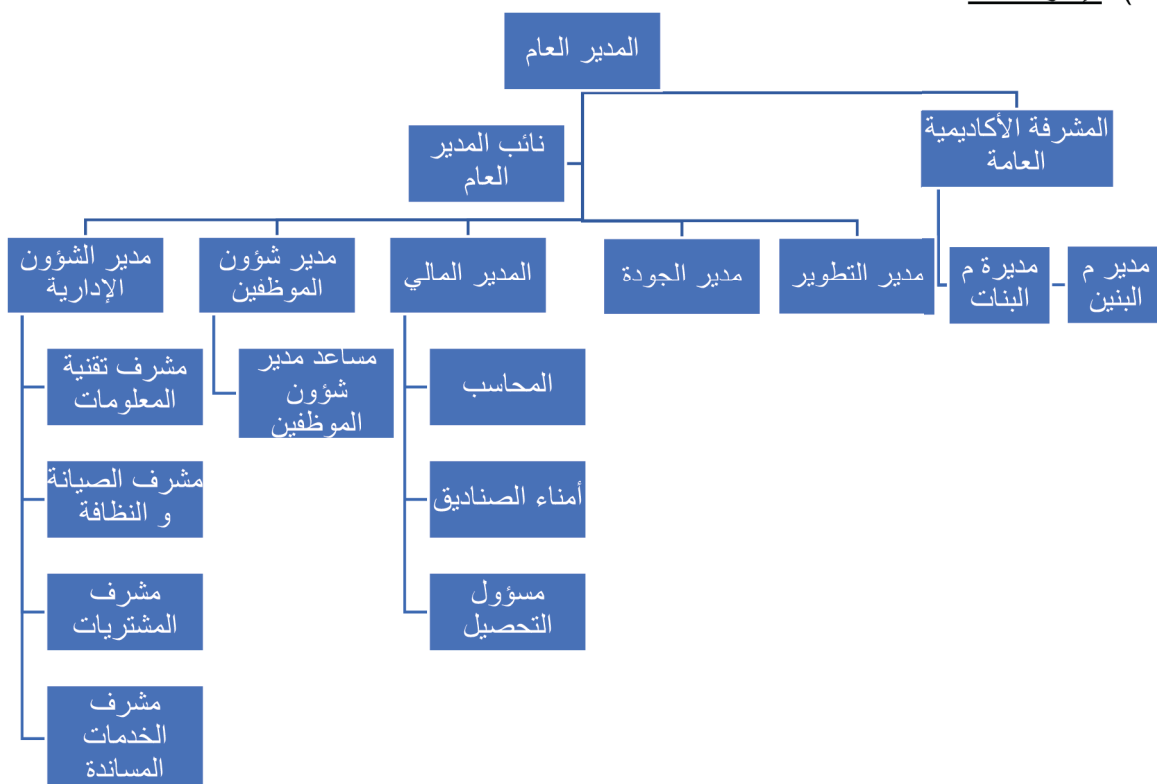 المدير العام
المشرفة الأكاديمية
العامة
نائب المدير
العام
مدير م
البنين
مديرة م
البنات
مدير التطوير
مدير الجودة
المدير المالي
مدير شؤون
الموظفين
مدير الشؤون
الإدارية
المحاسب
أمناء الصناديق
مسؤول
التحصيل
مساعد مدير
شؤون
الموظفين
مشرف تقنية
المعلومات
مشرف الصيانة
و النظافة
مشرف
المشتريات
مشرف
الخدمات
المساندة